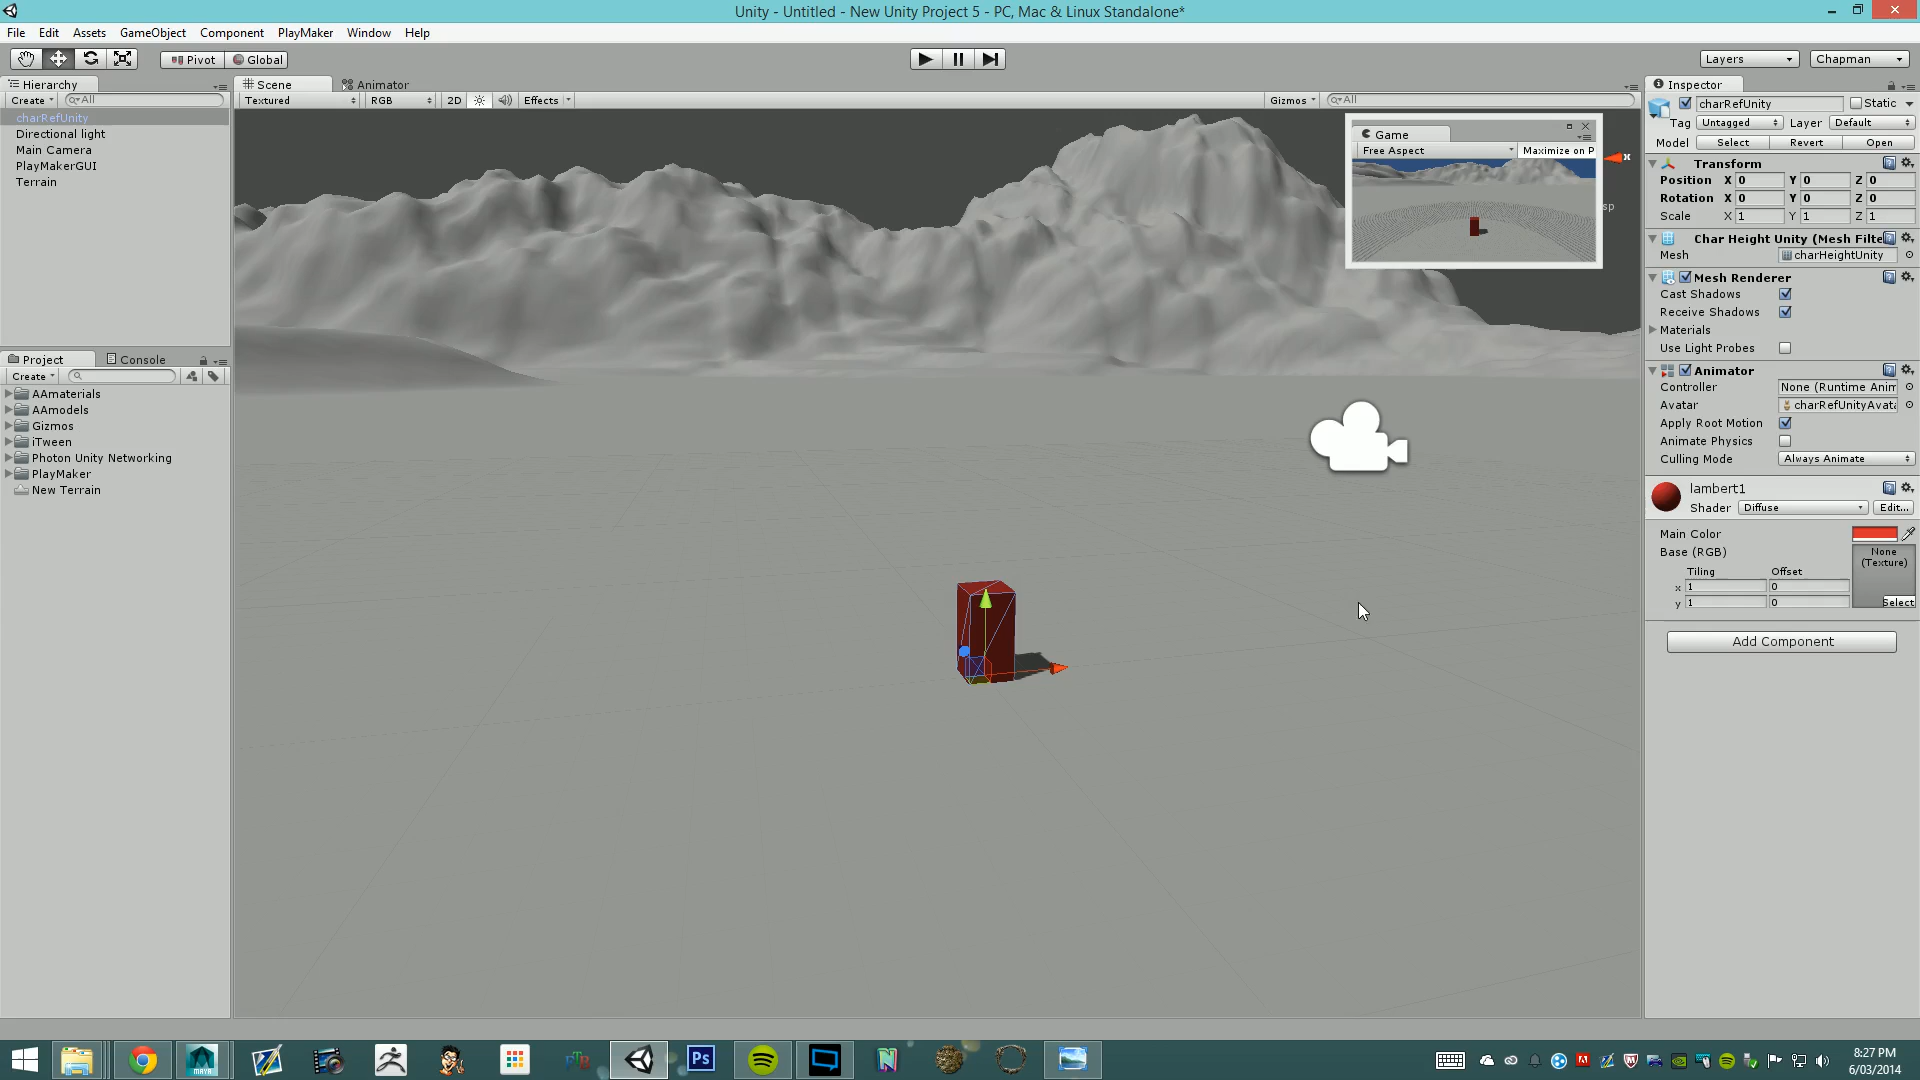 Unity - Untitled - New Unity Project 5 - PC, Mac & Linux Standalone*
File Edit Assets GameObject Component PlayMaker Window Help
Pivot Global Layers Chapman
Hierarchy
Create All
charRefUnity
Directional light
Main Camera
PlayMakerGUI
Terrain
Project Console
Create
AAmaterials
AAmodels
Gizmos
iTween
Photon Unity Networking
PlayMaker
New Terrain
Scene Animator
Textured RGB 2D Effects Gizmos All
Game
Free Aspect Maximize on P
x
sp
Inspector
charRefUnity Static
Tag Untagged Layer Default
Model Select Revert Open
Transform
Position X 0 Y 0 Z 0
Rotation X 0 Y 0 Z 0
Scale X 1 Y 1 Z 1
Char Height Unity (Mesh Filte
Mesh charHeightUnity
Mesh Renderer
Cast Shadows
Receive Shadows
Materials
Use Light Probes
Animator
Controller None (Runtime Anim
Avatar charRefUnityAvata
Apply Root Motion
Animate Physics
Culling Mode Always Animate
lambert1
Shader Diffuse Edit...
Main Color
Base (RGB) None
(Texture)
Tiling Offset
x 1 0
y 1 0 Select
Add Component
MAYA PTB Ps N
8:27 PM
6/03/2014